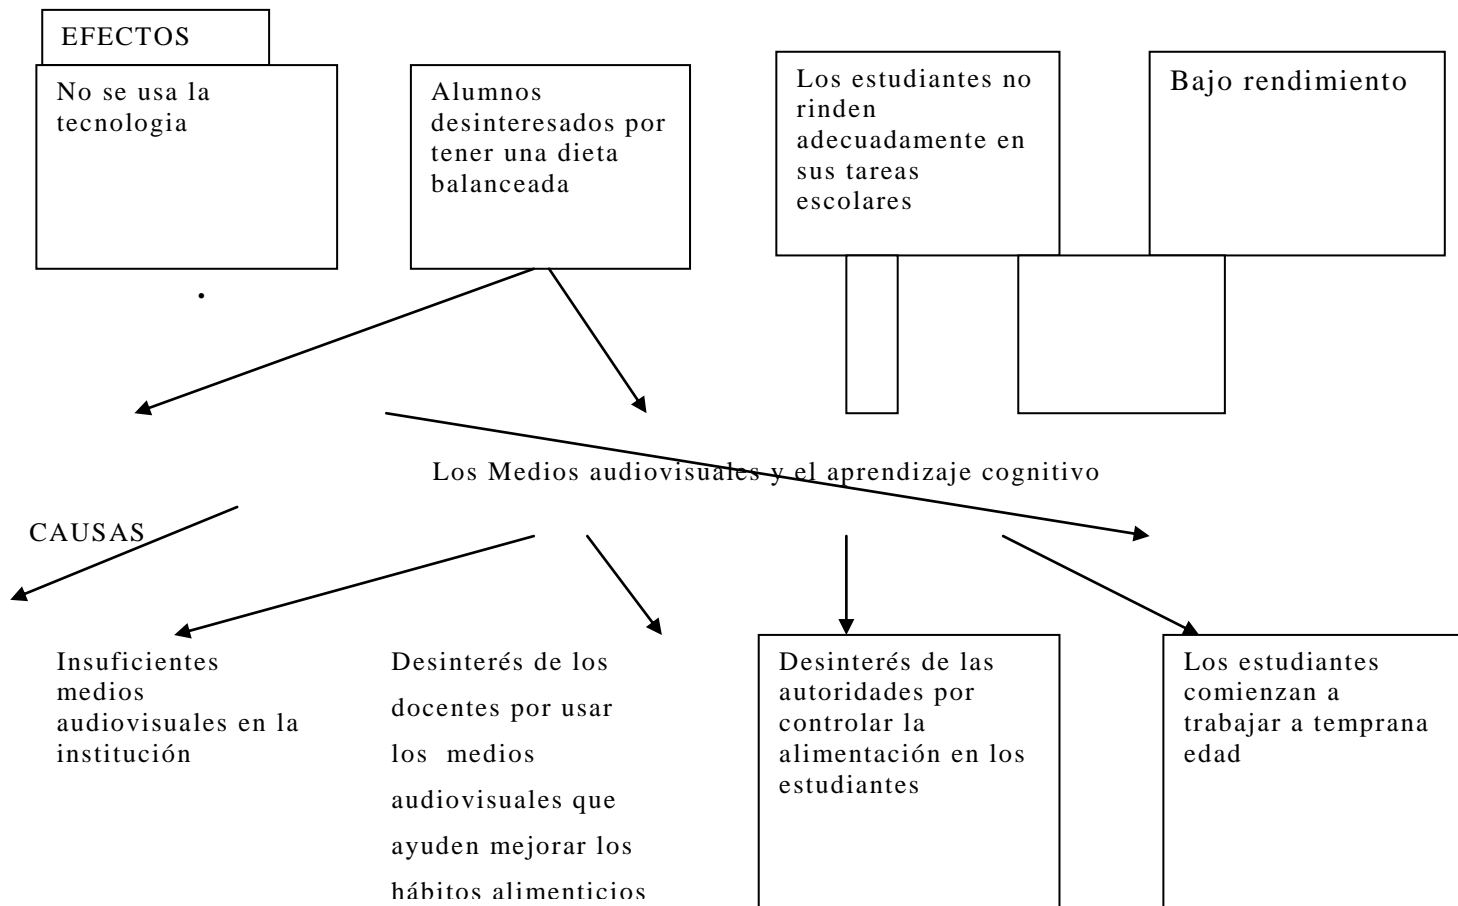 EFECTOS
No se usa la
tecnologia
Alumnos
desinteresados por
tener una dieta
balanceada
Los estudiantes no
rinden
adecuadamente en
sus tareas
escolares
Bajo rendimiento
.
Los Medios audiovisuales y el aprendizaje cognitivo
CAUSAS
Insuficientes
medios
audiovisuales en la
institución
Desinterés de los
docentes por usar
los medios
audiovisuales que
ayuden mejorar los
hábitos alimenticios
Desinterés de las
autoridades por
controlar la
alimentación en los
estudiantes
Los estudiantes
comienzan a
trabajar a temprana
edad